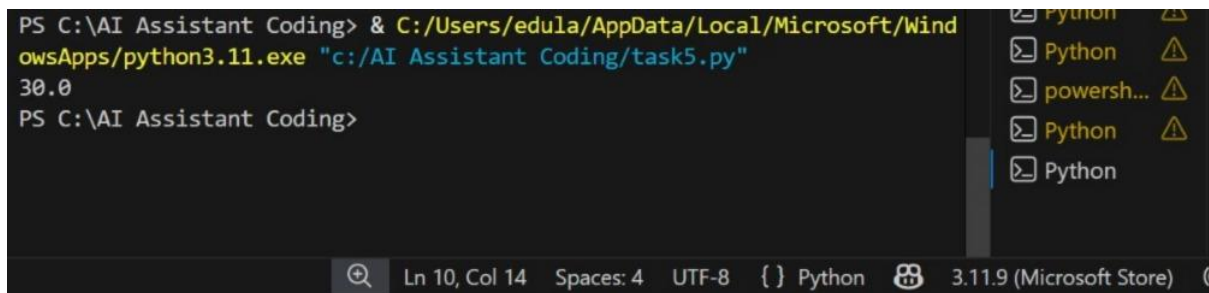 PS C:\AI Assistant Coding> & C:/Users/edula/AppData/Local/Microsoft/Wind
owsApps/python3.11.exe "c:/AI Assistant Coding/task5.py"
30.0
PS C:\AI Assistant Coding>
Python
Python
powersh...
Python
Python
Ln 10, Col 14 Spaces: 4 UTF-8 { } Python 3.11.9 (Microsoft Store)